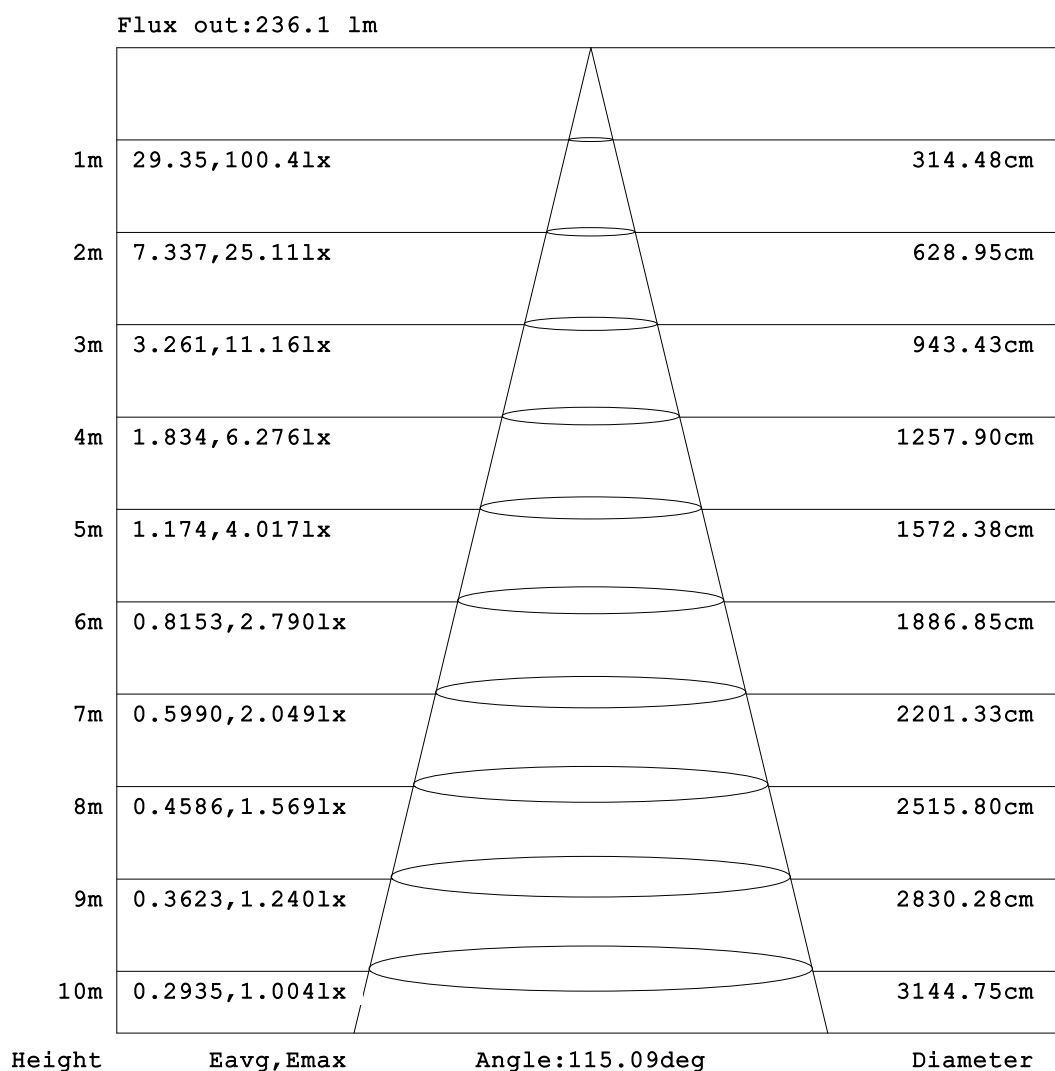 Flux out:236.1 lm
1m 29.35,100.4lx 314.48cm
2m 7.337,25.11lx 628.95cm
3m 3.261,11.16lx 943.43cm
4m 1.834,6.276lx 1257.90cm
5m 1.174,4.017lx 1572.38cm
6m 0.8153,2.790lx 1886.85cm
7m 0.5990,2.049lx 2201.33cm
8m 0.4586,1.569lx 2515.80cm
9m 0.3623,1.240lx 2830.28cm
10m 0.2935,1.004lx 3144.75cm
Height Eavg,Emax Angle:115.09deg Diameter